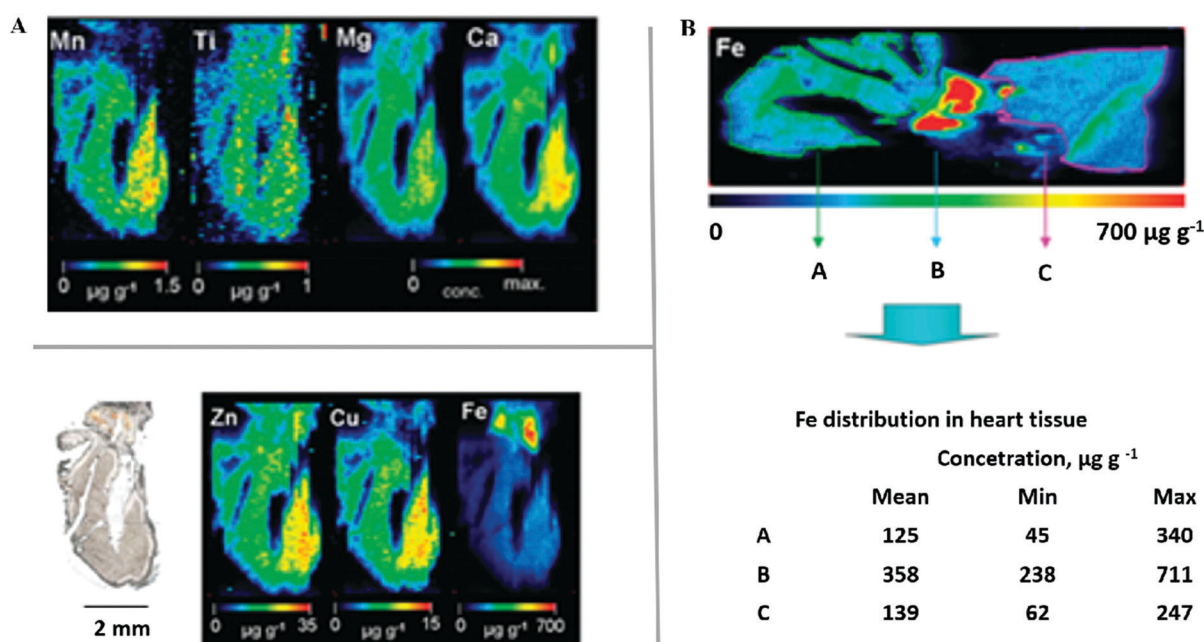 A
Mn Ti Mg Ca
0 µg g-1 1.5 0 µg g-1 1 0 conc. max.
Zn Cu Fe
2 mm
0 µg g-1 35 0 µg g-1 15 0 µg g-1 700
B
Fe
0 700 µg g-1
A B C
Fe distribution in heart tissue
Concetration, µg g -1
Mean Min Max
A 125 45 340
B 358 238 711
C 139 62 247